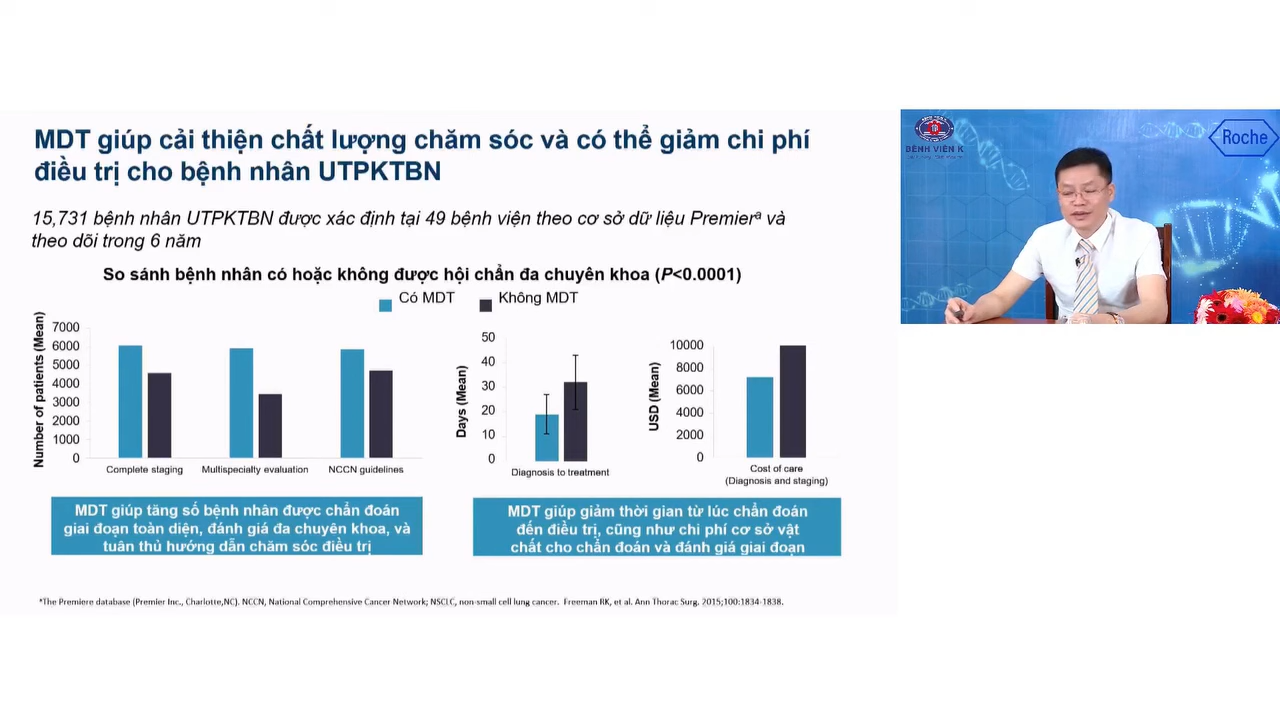 MDT giúp cải thiện chất lượng chăm sóc và có thể giảm chi phí
điều trị cho bệnh nhân UTPKTBN
15,731 bệnh nhân UTPKTBN được xác định tại 49 bệnh viện theo cơ sở dữ liệu Premierª và
theo dõi trong 6 năm
So sánh bệnh nhân có hoặc không được hội chẩn đa chuyên khoa (P<0.0001)
Có MDT
Không MDT
Number of patients (Mean)
7000
6000
5000
4000
3000
2000
1000
0
Complete staging
Multispecialty evaluation
NCCN guidelines
Days (Mean)
50
40
30
20
10
0
Diagnosis to treatment
USD (Mean)
10000
8000
6000
4000
2000
0
Cost of care
(Diagnosis and staging)
MDT giúp tăng số bệnh nhân được chẩn đoán
giai đoạn toàn diện, đánh giá đa chuyên khoa, và
tuân thủ hướng dẫn chăm sóc điều trị
MDT giúp giảm thời gian từ lúc chẩn đoán
đến điều trị, cũng như chi phí cơ sở vật
chất cho chẩn đoán và đánh giá giai đoạn
ªThe Premiere database (Premier Inc., Charlotte,NC). NCCN, National Comprehensive Cancer Network; NSCLC, non-small cell lung cancer. Freeman RK, et al. Ann Thorac Surg. 2015;100:1834-1838.
BỆNH VIỆN K
Roche